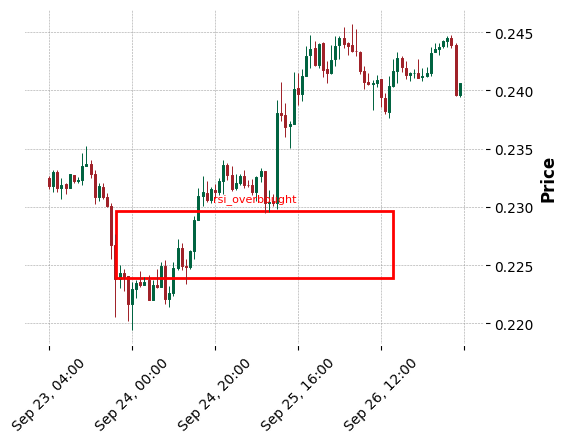 0.245
0.240
0.235
0.230
0.225
0.220
Price
rsi_overbought
Sep 23, 04:00
Sep 24, 00:00
Sep 24, 20:00
Sep 25, 16:00
Sep 26, 12:00